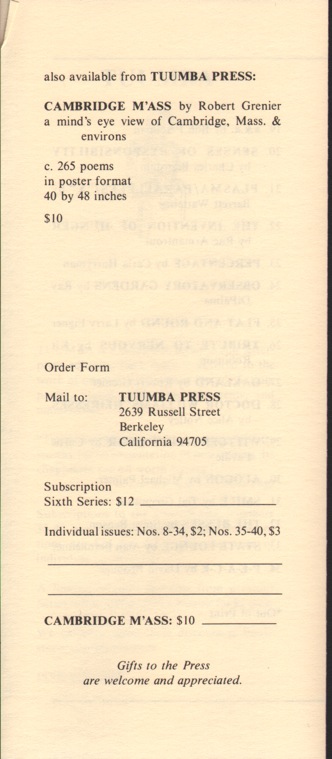 also available from TUUMBA PRESS:
CAMBRIDGE M'ASS by Robert Grenier
a mind's eye view of Cambridge, Mass. &
environs
c. 265 poems
in poster format
40 by 48 inches
$10
Order Form
Mail to: TUUMBA PRESS
2639 Russell Street
Berkeley
California 94705
Subscription
Sixth Series: $12
Individual issues: Nos. 8-34, $2; Nos. 35-40, $3
CAMBRIDGE M'ASS: $10
Gifts to the Press
are welcome and appreciated.